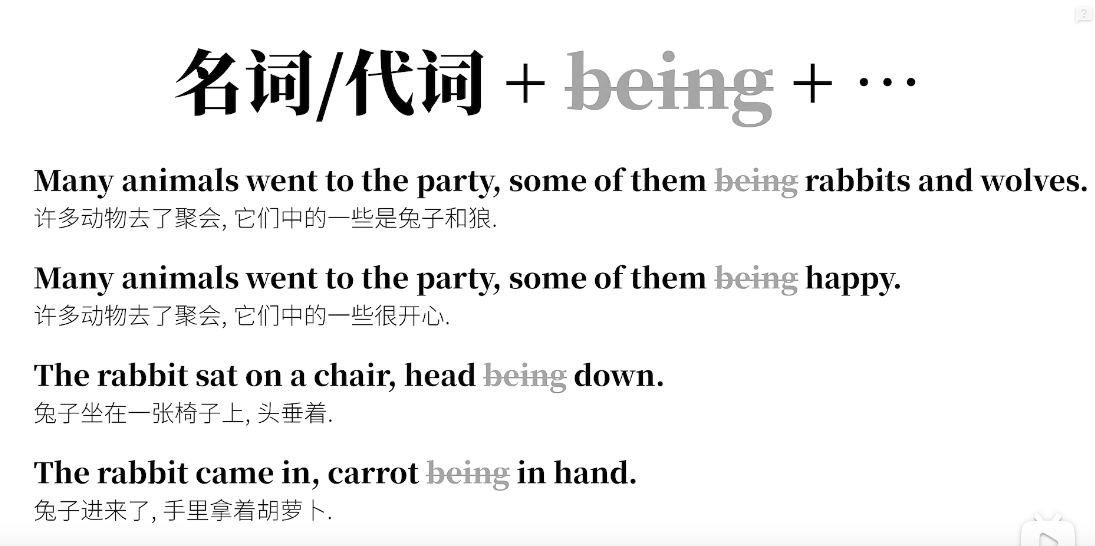 名词/代词 + being + ···
Many animals went to the party, some of them being rabbits and wolves.
许多动物去了聚会, 它们中的一些是兔子和狼.
Many animals went to the party, some of them being happy.
许多动物去了聚会, 它们中的一些很开心.
The rabbit sat on a chair, head being down.
兔子坐在一张椅子上, 头垂着.
The rabbit came in, carrot being in hand.
兔子进来了, 手里拿着胡萝卜.